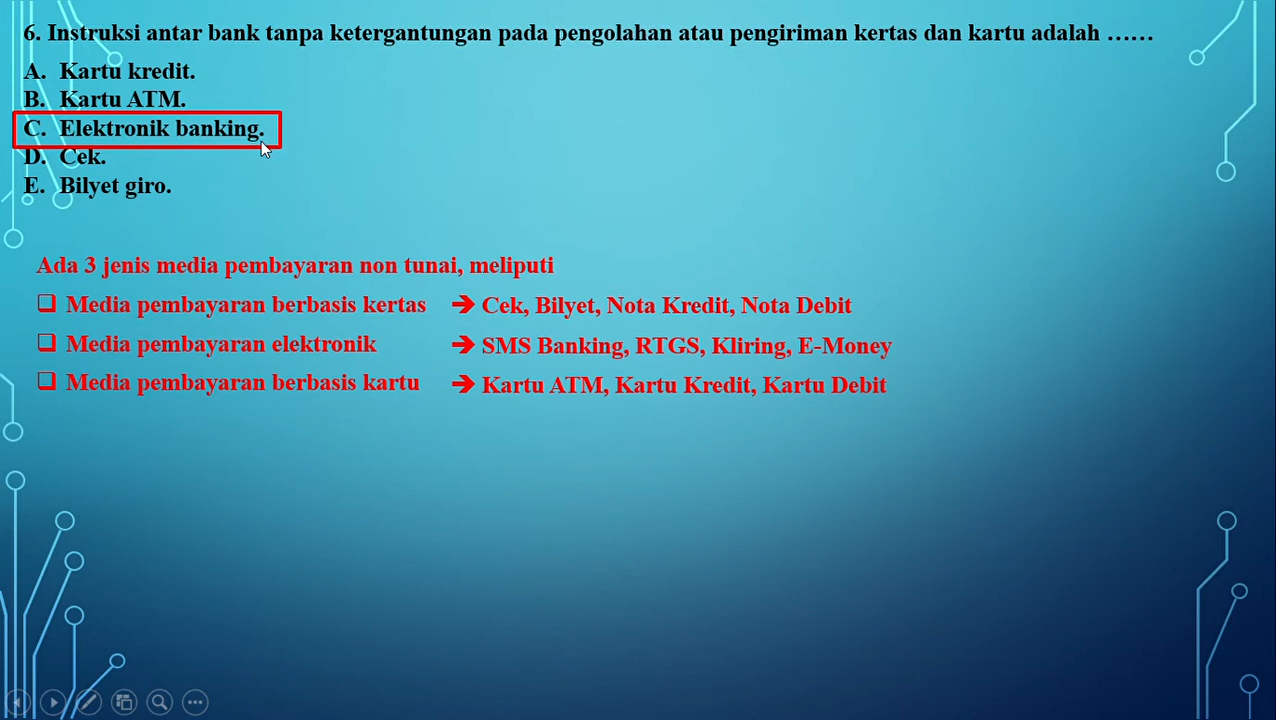 6. Instruksi antar bank tanpa ketergantungan pada pengolahan atau pengiriman kertas dan kartu adalah ……
A. Kartu kredit.
B. Kartu ATM.
C. Elektronik banking.
D. Cek.
E. Bilyet giro.
Ada 3 jenis media pembayaran non tunai, meliputi
❑ Media pembayaran berbasis kertas ➔ Cek, Bilyet, Nota Kredit, Nota Debit
❑ Media pembayaran elektronik ➔ SMS Banking, RTGS, Kliring, E-Money
❑ Media pembayaran berbasis kartu ➔ Kartu ATM, Kartu Kredit, Kartu Debit